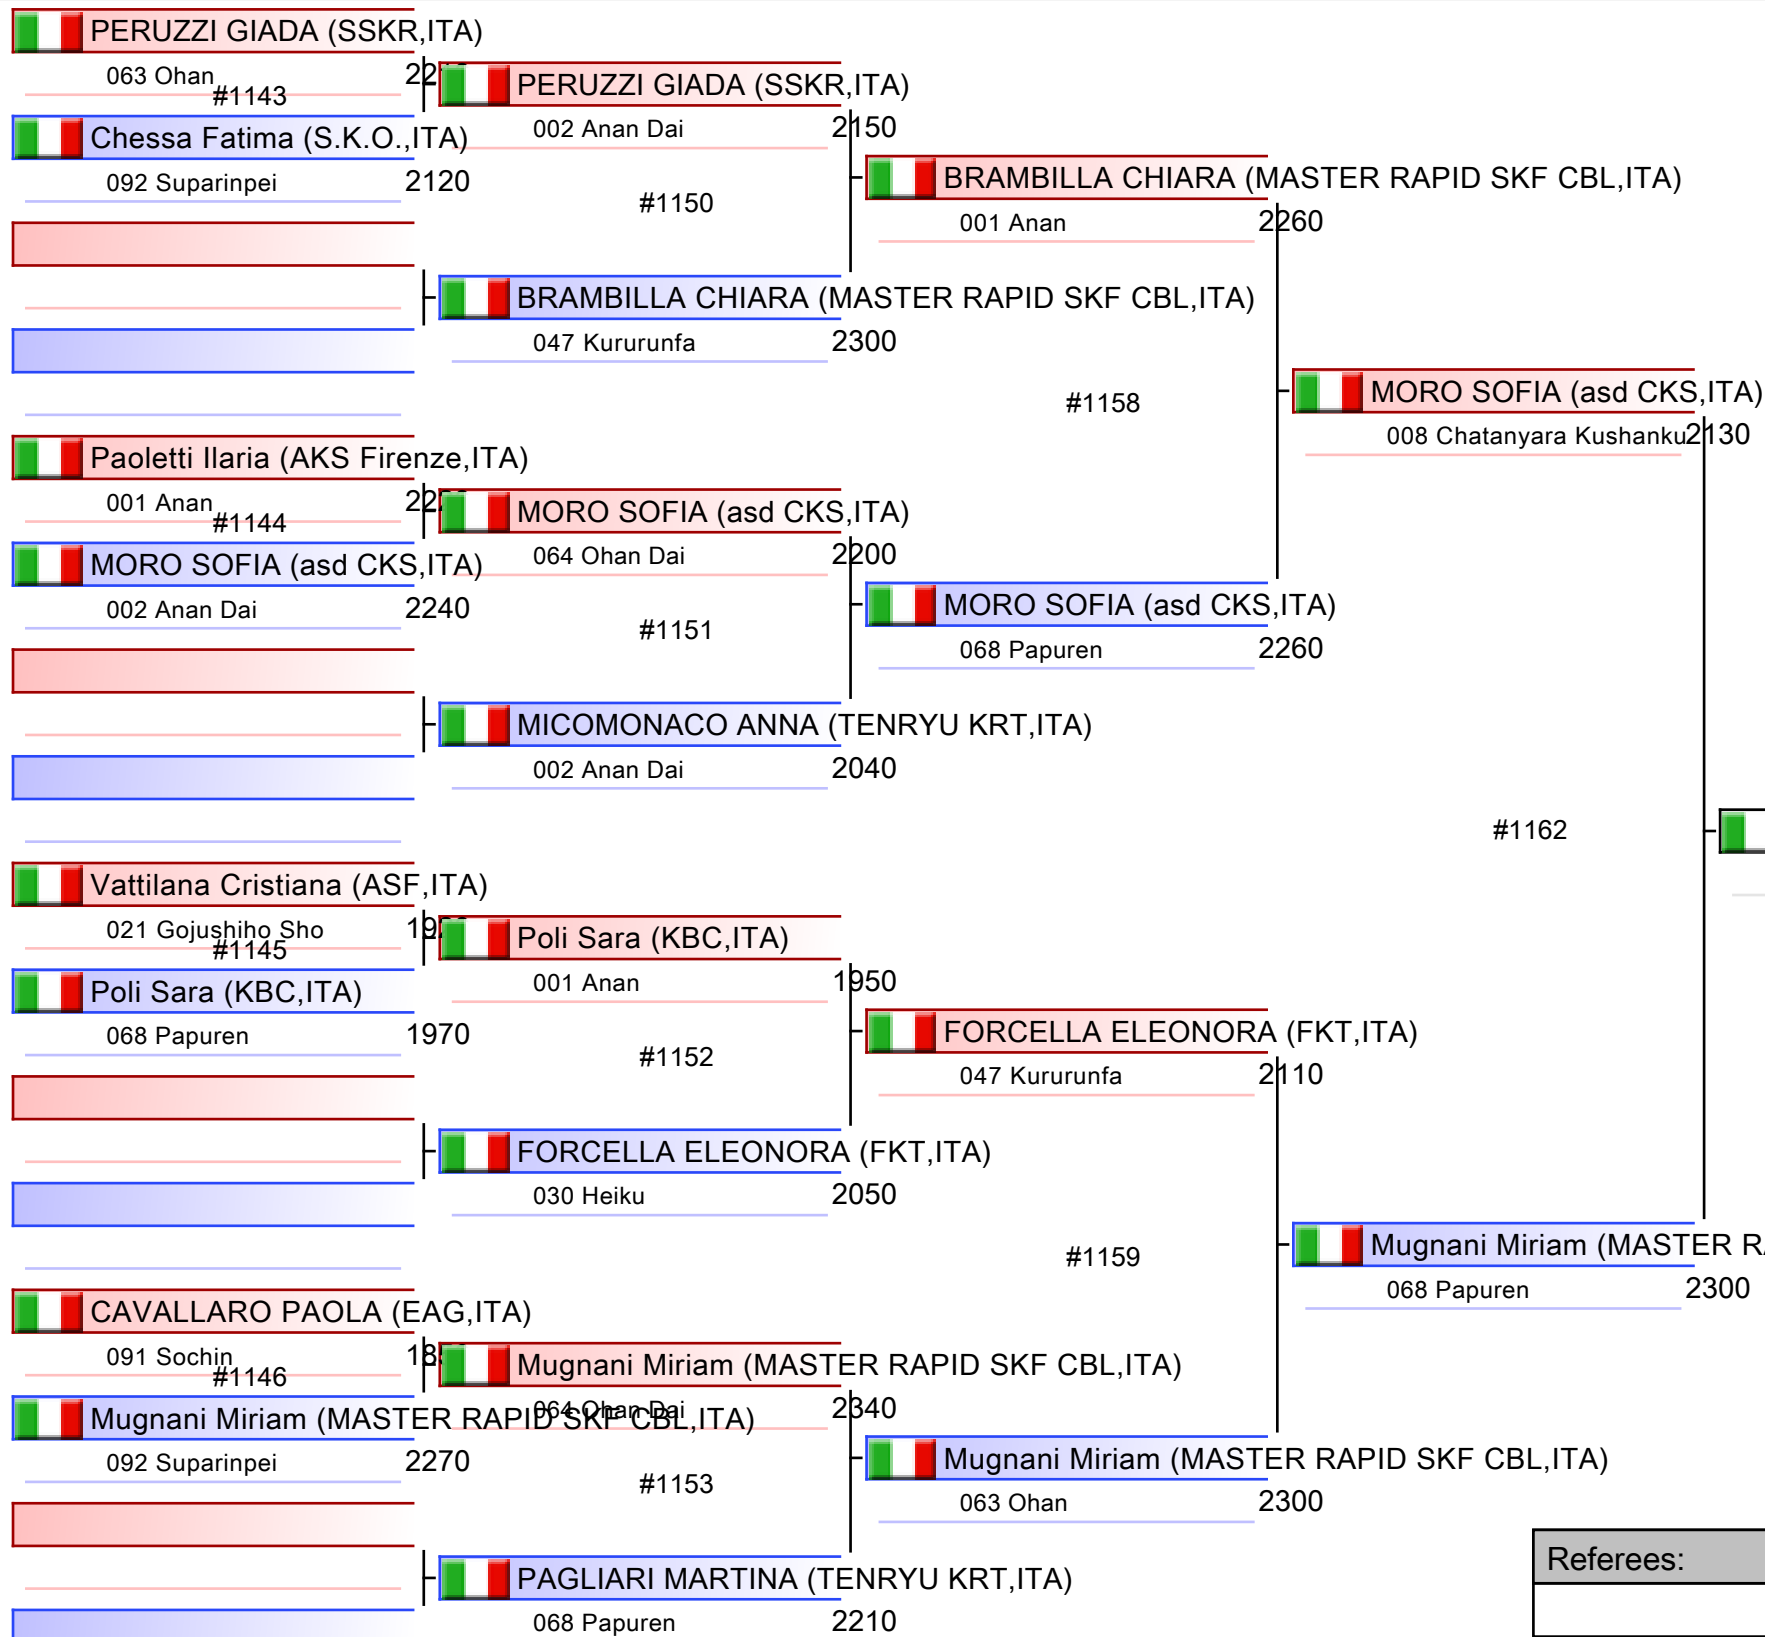 PERUZZI GIADA (SSKR,ITA)
063 Ohan
#1143
Chessa Fatima (S.K.O.,ITA)
092 Suparinpei 2120
PERUZZI GIADA (SSKR,ITA)
002 Anan Dai 2150
#1150
BRAMBILLA CHIARA (MASTER RAPID SKF CBL,ITA)
047 Kururunfa 2300
BRAMBILLA CHIARA (MASTER RAPID SKF CBL,ITA)
001 Anan 2260
#1158
Paoletti Ilaria (AKS Firenze,ITA)
001 Anan
#1144
MORO SOFIA (asd CKS,ITA)
002 Anan Dai 2240
MORO SOFIA (asd CKS,ITA)
064 Ohan Dai 2200
#1151
MICOMONACO ANNA (TENRYU KRT,ITA)
002 Anan Dai 2040
MORO SOFIA (asd CKS,ITA)
068 Papuren 2260
MORO SOFIA (asd CKS,ITA)
008 Chatanyara Kushanku 2130
#1162
Vattilana Cristiana (ASF,ITA)
021 Gojushiho Sho
#1145
Poli Sara (KBC,ITA)
068 Papuren 1970
Poli Sara (KBC,ITA)
001 Anan 1950
#1152
FORCELLA ELEONORA (FKT,ITA)
030 Heiku 2050
FORCELLA ELEONORA (FKT,ITA)
047 Kururunfa 2110
#1159
Mugnani Miriam (MASTER
068 Papuren 2300
CAVALLARO PAOLA (EAG,ITA)
091 Sochin
#1146
Mugnani Miriam (MASTER RAPID SKF CBL,ITA)
092 Suparinpei 2270
Mugnani Miriam (MASTER RAPID SKF CBL,ITA)
064 Ohan Dai 2340
#1153
PAGLIARI MARTINA (TENRYU KRT,ITA)
068 Papuren 2210
Mugnani Miriam (MASTER RAPID SKF CBL,ITA)
063 Ohan 2300
Referees: